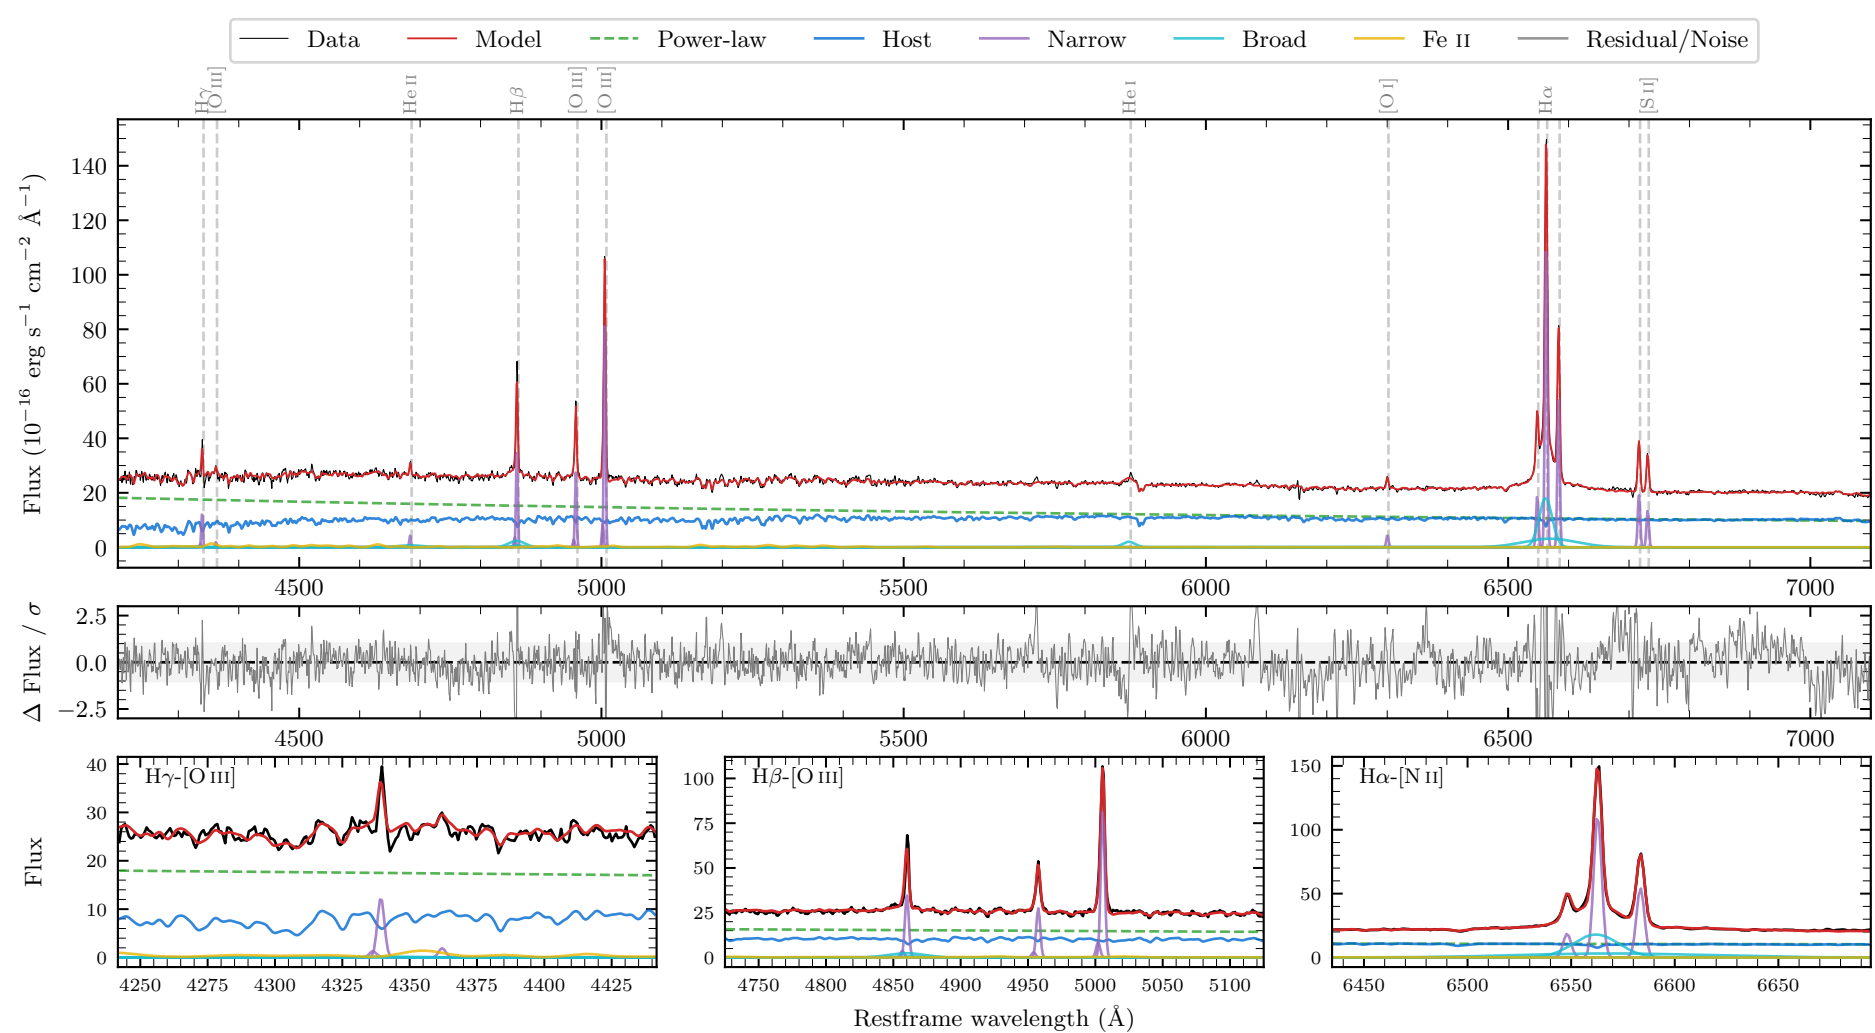 Data Model Power-law Host Narrow Broad Fe II Residual/Noise
Hγ [O III] He II Hβ [O III] [O III] He I [O I] Hα [S II]
Flux (10⁻¹⁶ erg s⁻¹ cm⁻² Å⁻¹)
140
120
100
80
60
40
20
0
4500 5000 5500 6000 6500 7000
Δ Flux / σ
2.5
0.0
−2.5
4500 5000 5500 6000 6500 7000
Flux
Hγ-[O III]
40
30
20
10
0
4250 4275 4300 4325 4350 4375 4400 4425
Hβ-[O III]
100
75
50
25
0
4750 4800 4850 4900 4950 5000 5050 5100
Hα-[N II]
150
100
50
0
6450 6500 6550 6600 6650
Restframe wavelength (Å)